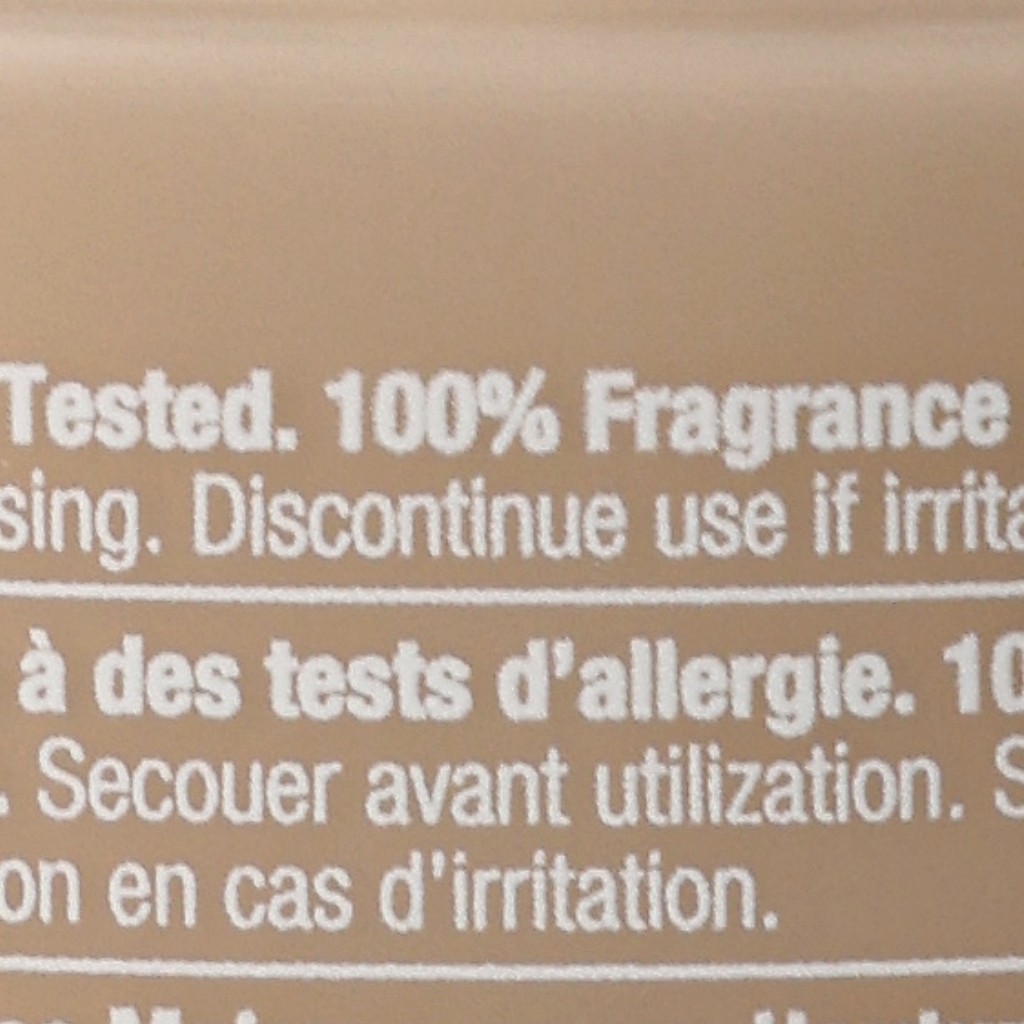 Tested. 100% Fragrance
sing. Discontinue use if irrita
à des tests d’allergie. 10
. Secouer avant utilization. S
on en cas d'irritation.